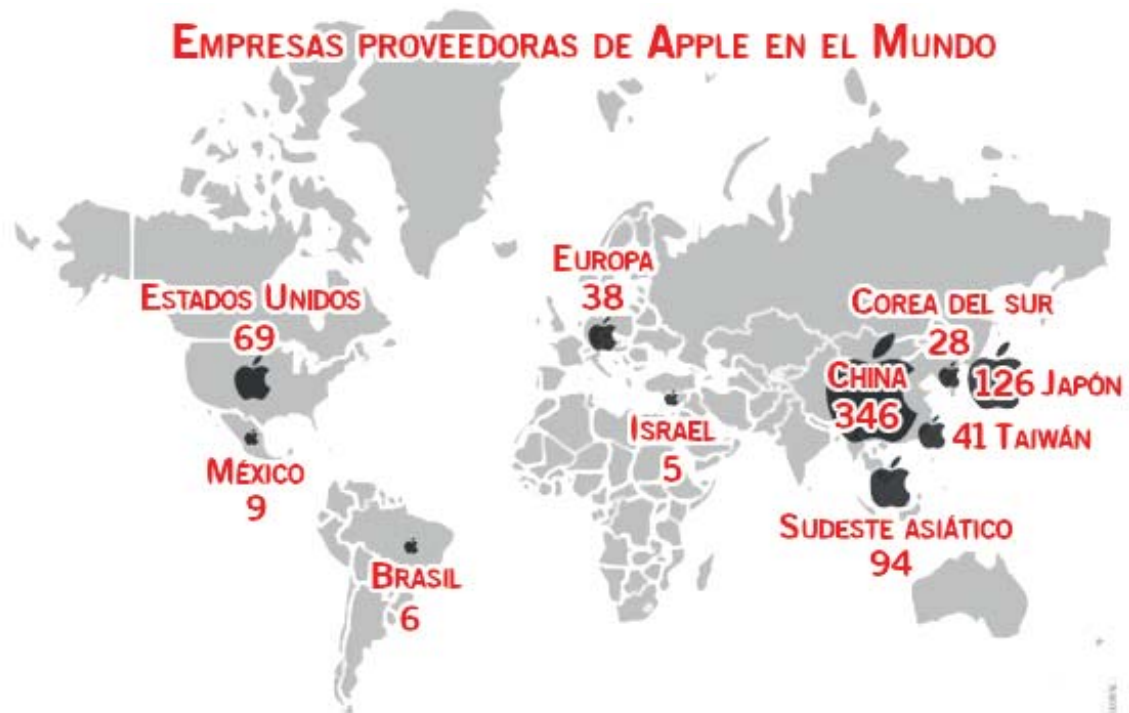 EMPRESAS PROVEEDORAS DE APPLE EN EL MUNDO
EUROPA
38
ESTADOS UNIDOS
69
COREA DEL SUR
28
CHINA
346
126 JAPÓN
ISRAEL
5
41 TAIWÁN
MÉXICO
9
SUDESTE ASIÁTICO
94
BRASIL
6